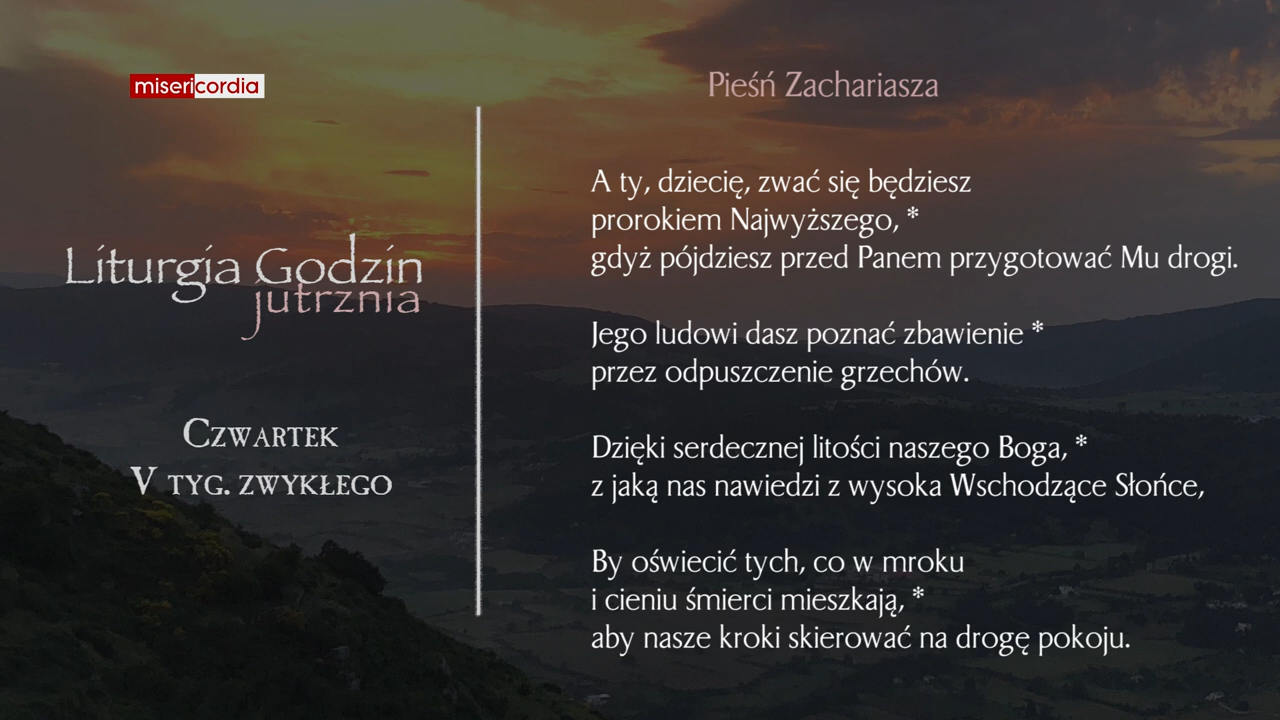 misericordia
Liturgia Godzin
jutrznia
Czwartek
V tyg. zwykłego
Pieśń Zachariasza
A ty, dziecię, zwać się będziesz
prorokiem Najwyższego, *
gdyż pójdziesz przed Panem przygotować Mu drogi.
Jego ludowi dasz poznać zbawienie *
przez odpuszczenie grzechów.
Dzięki serdecznej litości naszego Boga, *
z jaką nas nawiedzi z wysoka Wschodzące Słońce,
By oświecić tych, co w mroku
i cieniu śmierci mieszkają, *
aby nasze kroki skierować na drogę pokoju.